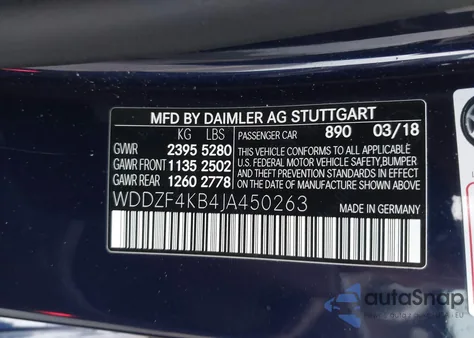 MFD BY DAIMLER AG STUTTGART
KG LBS PASSENGER CAR 890 03/18
GVWR 2395 5280 THIS VEHICLE CONFORMS TO ALL APPLICABLE
GAWR FRONT 1135 2502 U.S. FEDERAL MOTOR VEHICLE SAFETY,BUMPER
GAWR REAR 1260 2778 AND THEFT PREVENTION STANDARDS IN EFFECT
ON THE DATE OF MANUFACTURE SHOWN ABOVE.
WDDZF4KB4JA450263 MADE IN GERMANY
autoSnap